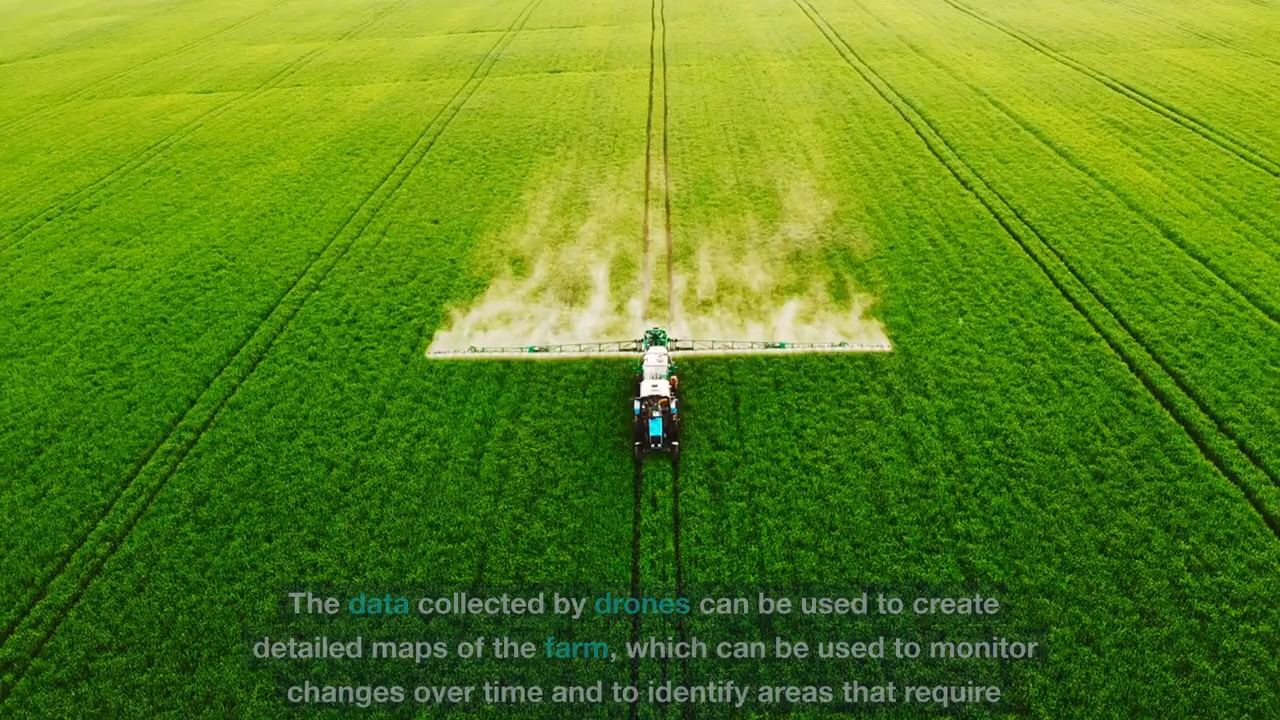 The data collected by drones can be used to create
detailed maps of the farm, which can be used to monitor
changes over time and to identify areas that require